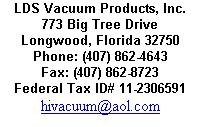 LDS Vacuum Products, Inc.
773 Big Tree Drive
Longwood, Florida 32750
Phone: (407) 862-4643
Fax: (407) 862-8723
Federal Tax ID# 11-2306591
hivacuum@aol.com